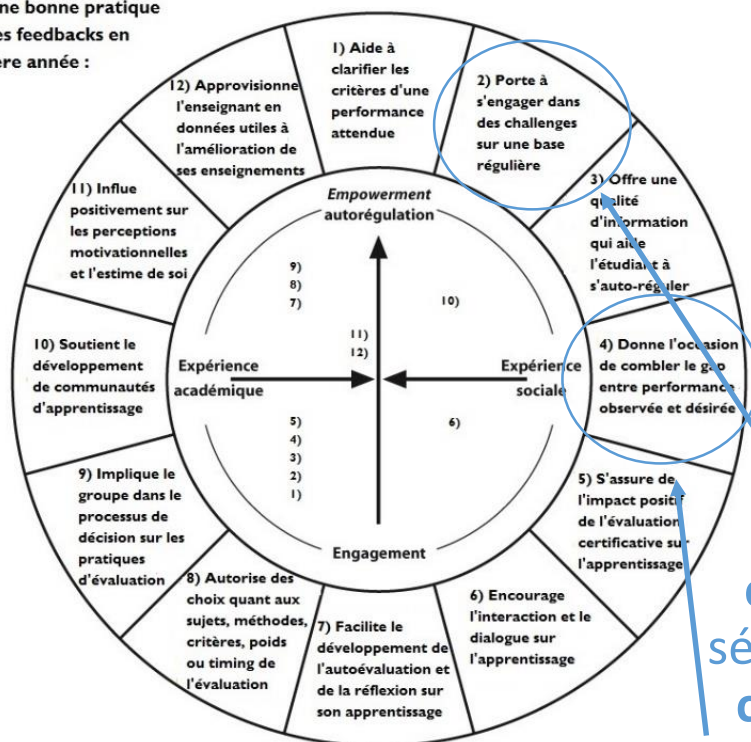 ne bonne pratique
es feedbacks en
ère année :
1) Aide à
clarifier les
critères d'une
performance
attendue
2) Porte à
s'engager dans
des challenges
sur une base
régulière
3) Offre une
qualité
d'information
qui aide
l'étudiant à
s'auto-réguler
4) Donne l'occasion
de combler le gap
entre performance
observée et désirée
5) S'assure de
l'impact positif
de l'évaluation
certificative sur
l'apprentissage
6) Encourage
l'interaction et le
dialogue sur
l'apprentissage
7) Facilite le
développement de
l'autoévaluation et
de la réflexion sur
son apprentissage
8) Autorise des
choix quant aux
sujets, méthodes,
critères, poids
ou timing de
l'évaluation
9) Implique le
groupe dans le
processus de
décision sur les
pratiques
d'évaluation
10) Soutient le
développement
de communautés
d'apprentissage
11) Influe
positivement sur
les perceptions
motivationnelles
et l'estime de soi
12) Approvisionne
l'enseignant en
données utiles à
l'amélioration de
ses enseignements
Empowerment
autorégulation
9)
8)
7)
10)
11)
12)
Expérience
académique
Expérience
sociale
5)
4)
3)
2)
1)
6)
Engagement
sé